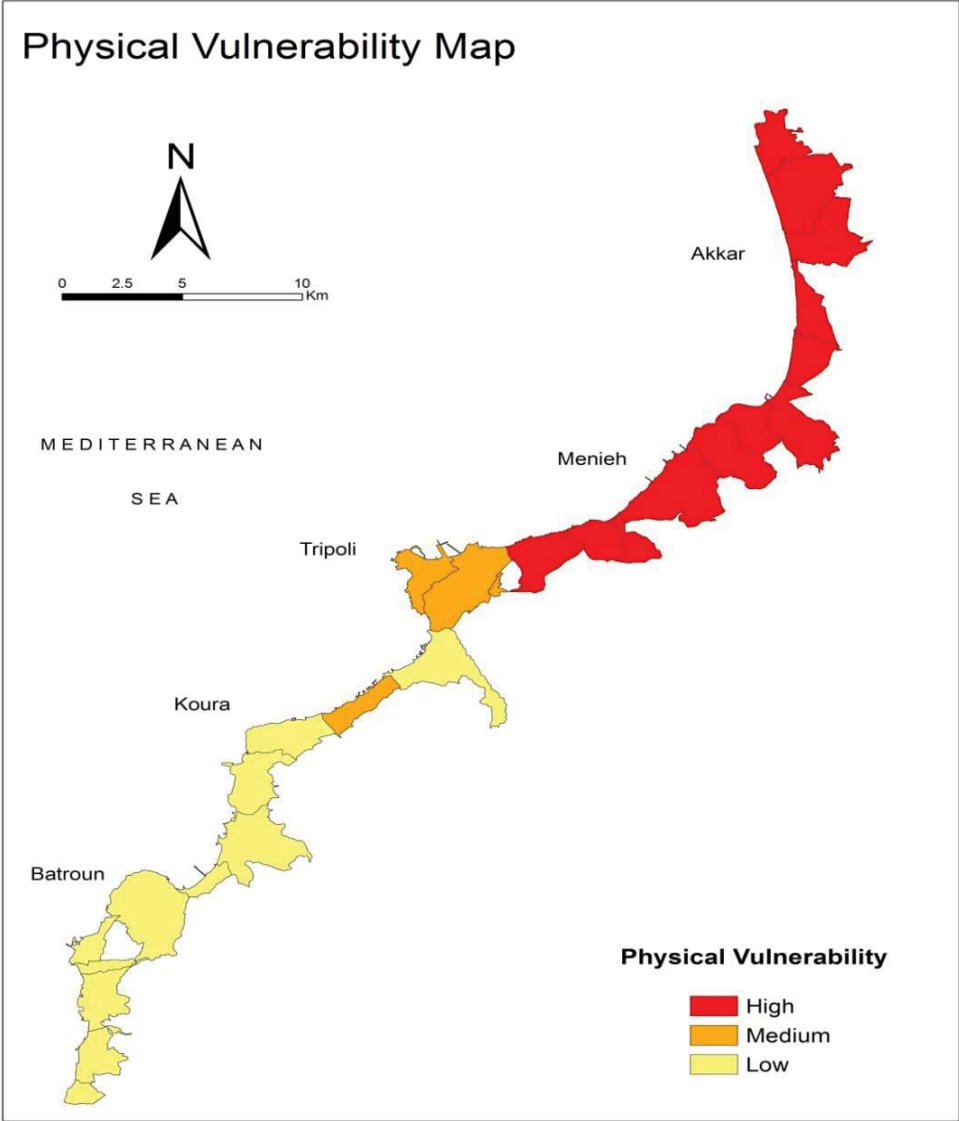 Physical Vulnerability Map
N
0 2.5 5 10
Km
Akkar
MEDITERRANEAN
SEA
Menieh
Tripoli
Koura
Batroun
Physical Vulnerability
High
Medium
Low